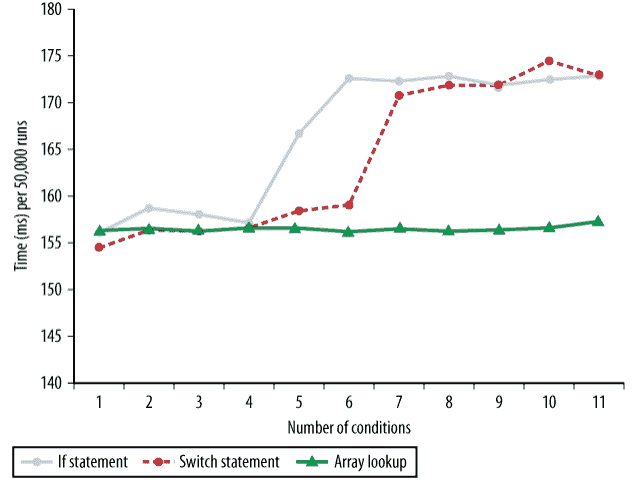 180
175
170
165
160
155
150
145
140
Time (ms) per 50,000 runs
1 2 3 4 5 6 7 8 9 10 11
Number of conditions
If statement Switch statement Array lookup